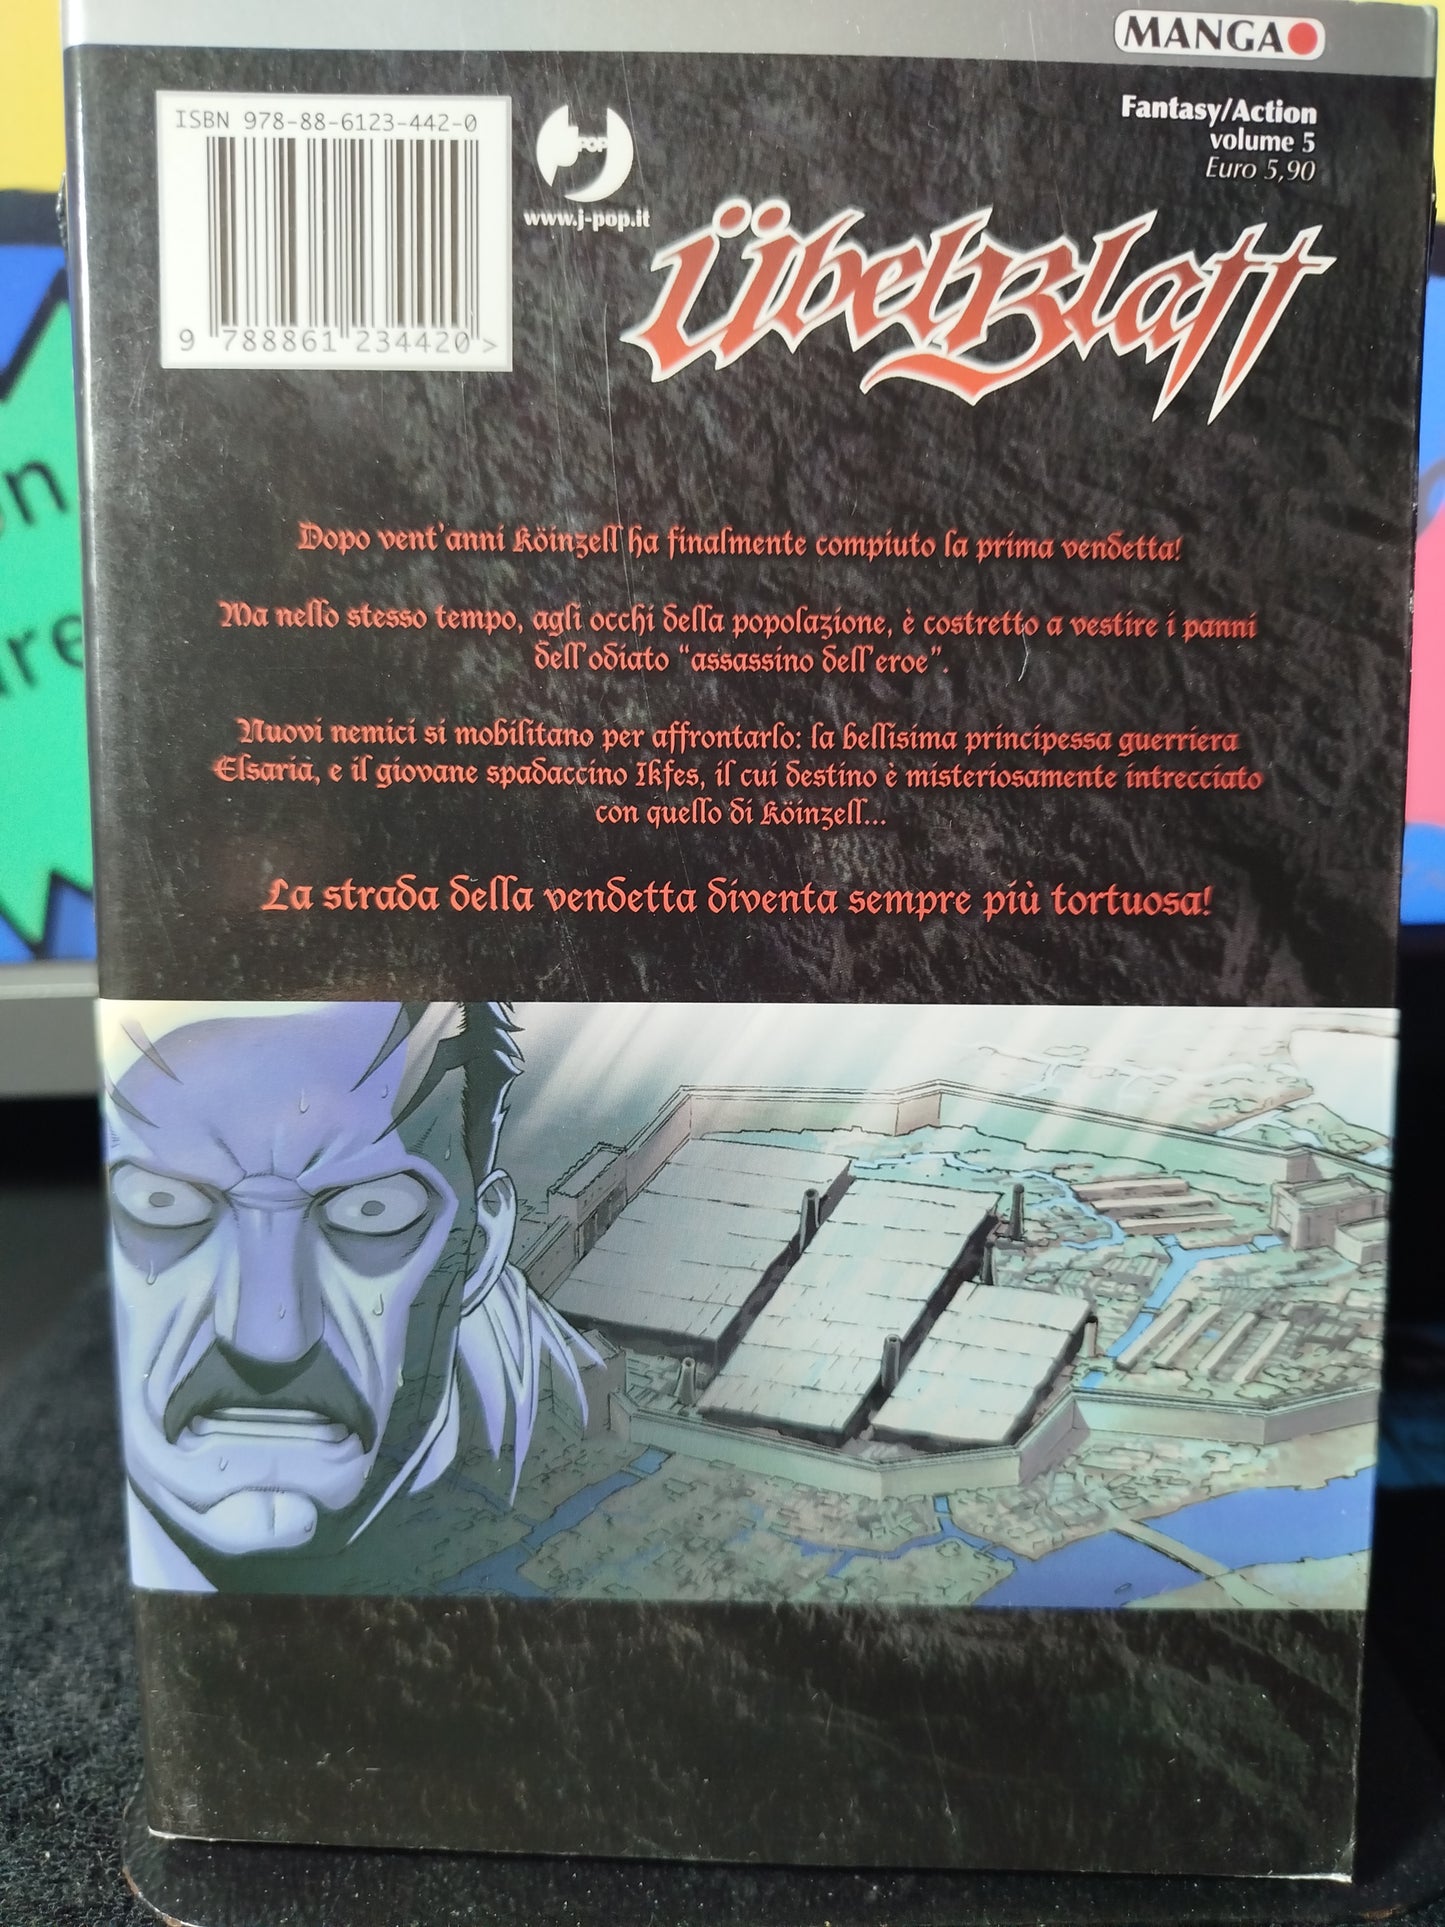 MANGA
ISBN 978-88-6123-442-0
9 788861 234420 >
J-POP
www.j-pop.it
Fantasy/Action
volume 5
Euro 5,90
ÜbelBlatt
Dopo vent'anni Köinzell ha finalmente compiuto la prima vendetta!
Ma nello stesso tempo, agli occhi della popolazione, è costretto a vestire i panni
dell'odiato "assassino dell'eroe".
Nuovi nemici si mobilitano per affrontarlo: la bellisima principessa guerriera
Elsaria, e il giovane spadaccino Ikfes, il cui destino è misteriosamente intrecciato
con quello di Köinzell...
La strada della vendetta diventa sempre più tortuosa!